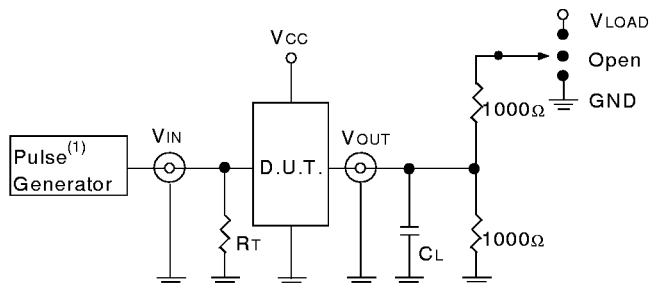 VLOAD
VCC
Open
1000Ω
GND
VIN
VOUT
Pulse(1)
Generator
D.U.T.
RT
CL
1000Ω